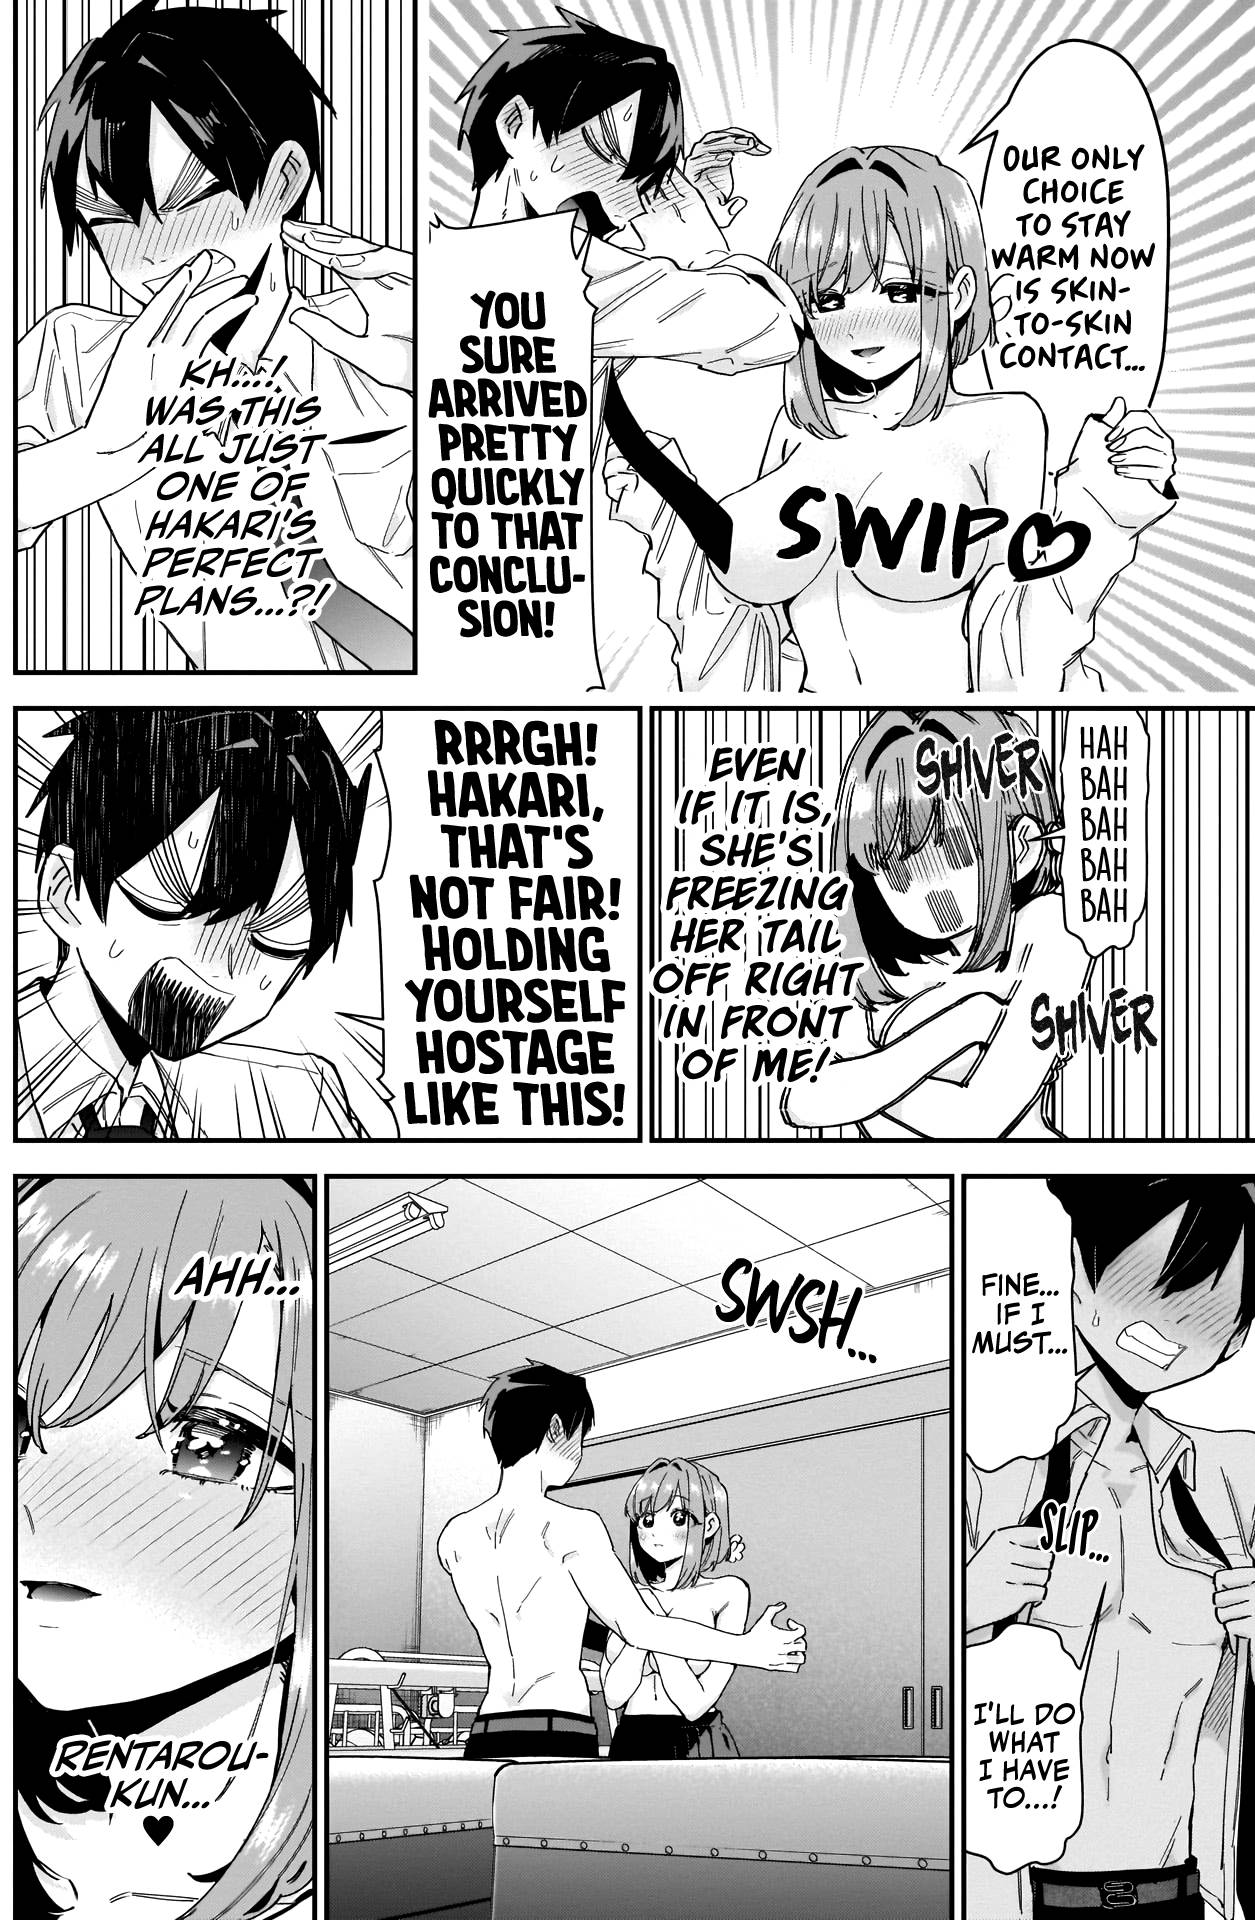 OUR ONLY
CHOICE
TO STAY
WARM NOW
IS SKIN-
TO-SKIN
CONTACT...
SWIP
YOU
SURE
ARRIVED
PRETTY
QUICKLY
TO THAT
CONCLU-
SION!
KH....!
WAS THIS
ALL JUST
ONE OF
HAKARI'S
PERFECT
PLANS...?!
HAH
BAH
BAH
BAH
BAH
SHIVER
SHIVER
EVEN
IF IT IS,
SHE'S
FREEZING
HER TAIL
OFF RIGHT
IN FRONT
OF ME!
RRRGH!
HAKARI,
THAT'S
NOT FAIR!
HOLDING
YOURSELF
HOSTAGE
LIKE THIS!
FINE...
IF I
MUST...
SLIP...
I'LL DO
WHAT
I HAVE
TO...!
SWSH...
AHH...
RENTAROU-
KUN...
♥